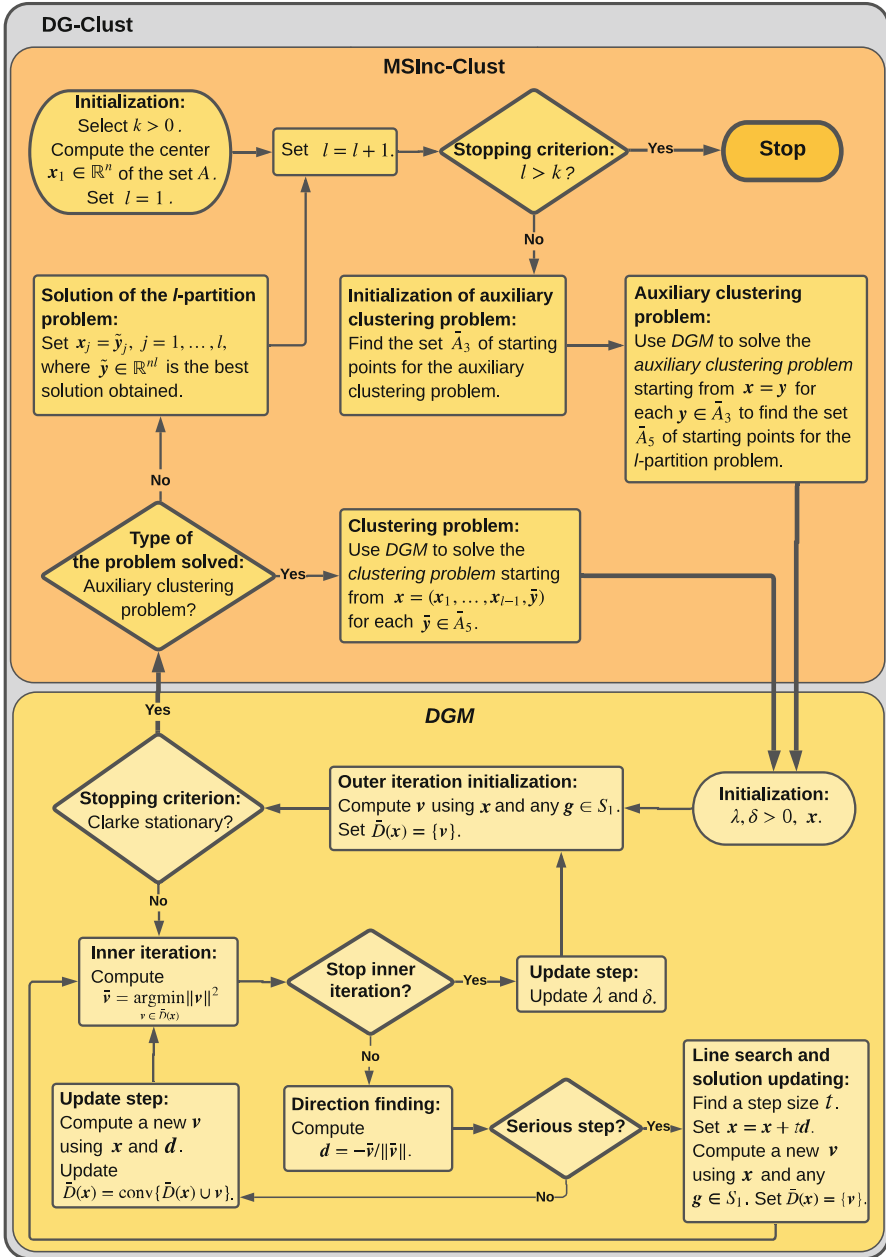 DG-Clust
MSInc-Clust
Initialization:
Select k > 0 .
Compute the center
x₁ ∈ ℝⁿ of the set A.
Set l = 1 .
Set l = l + 1.
Stopping criterion:
l > k ?
Yes
Stop
No
Initialization of auxiliary
clustering problem:
Find the set Ā₃ of starting
points for the auxiliary
clustering problem.
Auxiliary clustering
problem:
Use DGM to solve the
auxiliary clustering problem
starting from x = y for
each y ∈ Ā₃ to find the set
Ā₅ of starting points for the
l-partition problem.
Solution of the l-partition
problem:
Set x_j = ỹ_j, j = 1, … , l,
where ỹ ∈ ℝⁿˡ is the best
solution obtained.
No
Type of
the problem solved:
Auxiliary clustering
problem?
Yes
Clustering problem:
Use DGM to solve the
clustering problem starting
from x = (x₁, … , x_{l−1}, ȳ)
for each ȳ ∈ Ā₅.
Yes
DGM
Stopping criterion:
Clarke stationary?
Outer iteration initialization:
Compute v using x and any g ∈ S₁.
Set D̄(x) = {v}.
Initialization:
λ, δ > 0, x.
No
Inner iteration:
Compute
v̄ = argmin‖v‖²
v ∈ D̄(x)
Stop inner
iteration?
Yes
Update step:
Update λ and δ.
No
Update step:
Compute a new v
using x and d.
Update
D̄(x) = conv{D̄(x) ∪ v}.
Direction finding:
Compute
d = −v̄/‖v̄‖.
Serious step?
Yes
No
Line search and
solution updating:
Find a step size t.
Set x = x + td.
Compute a new v
using x and any
g ∈ S₁. Set D̄(x) = {v}.